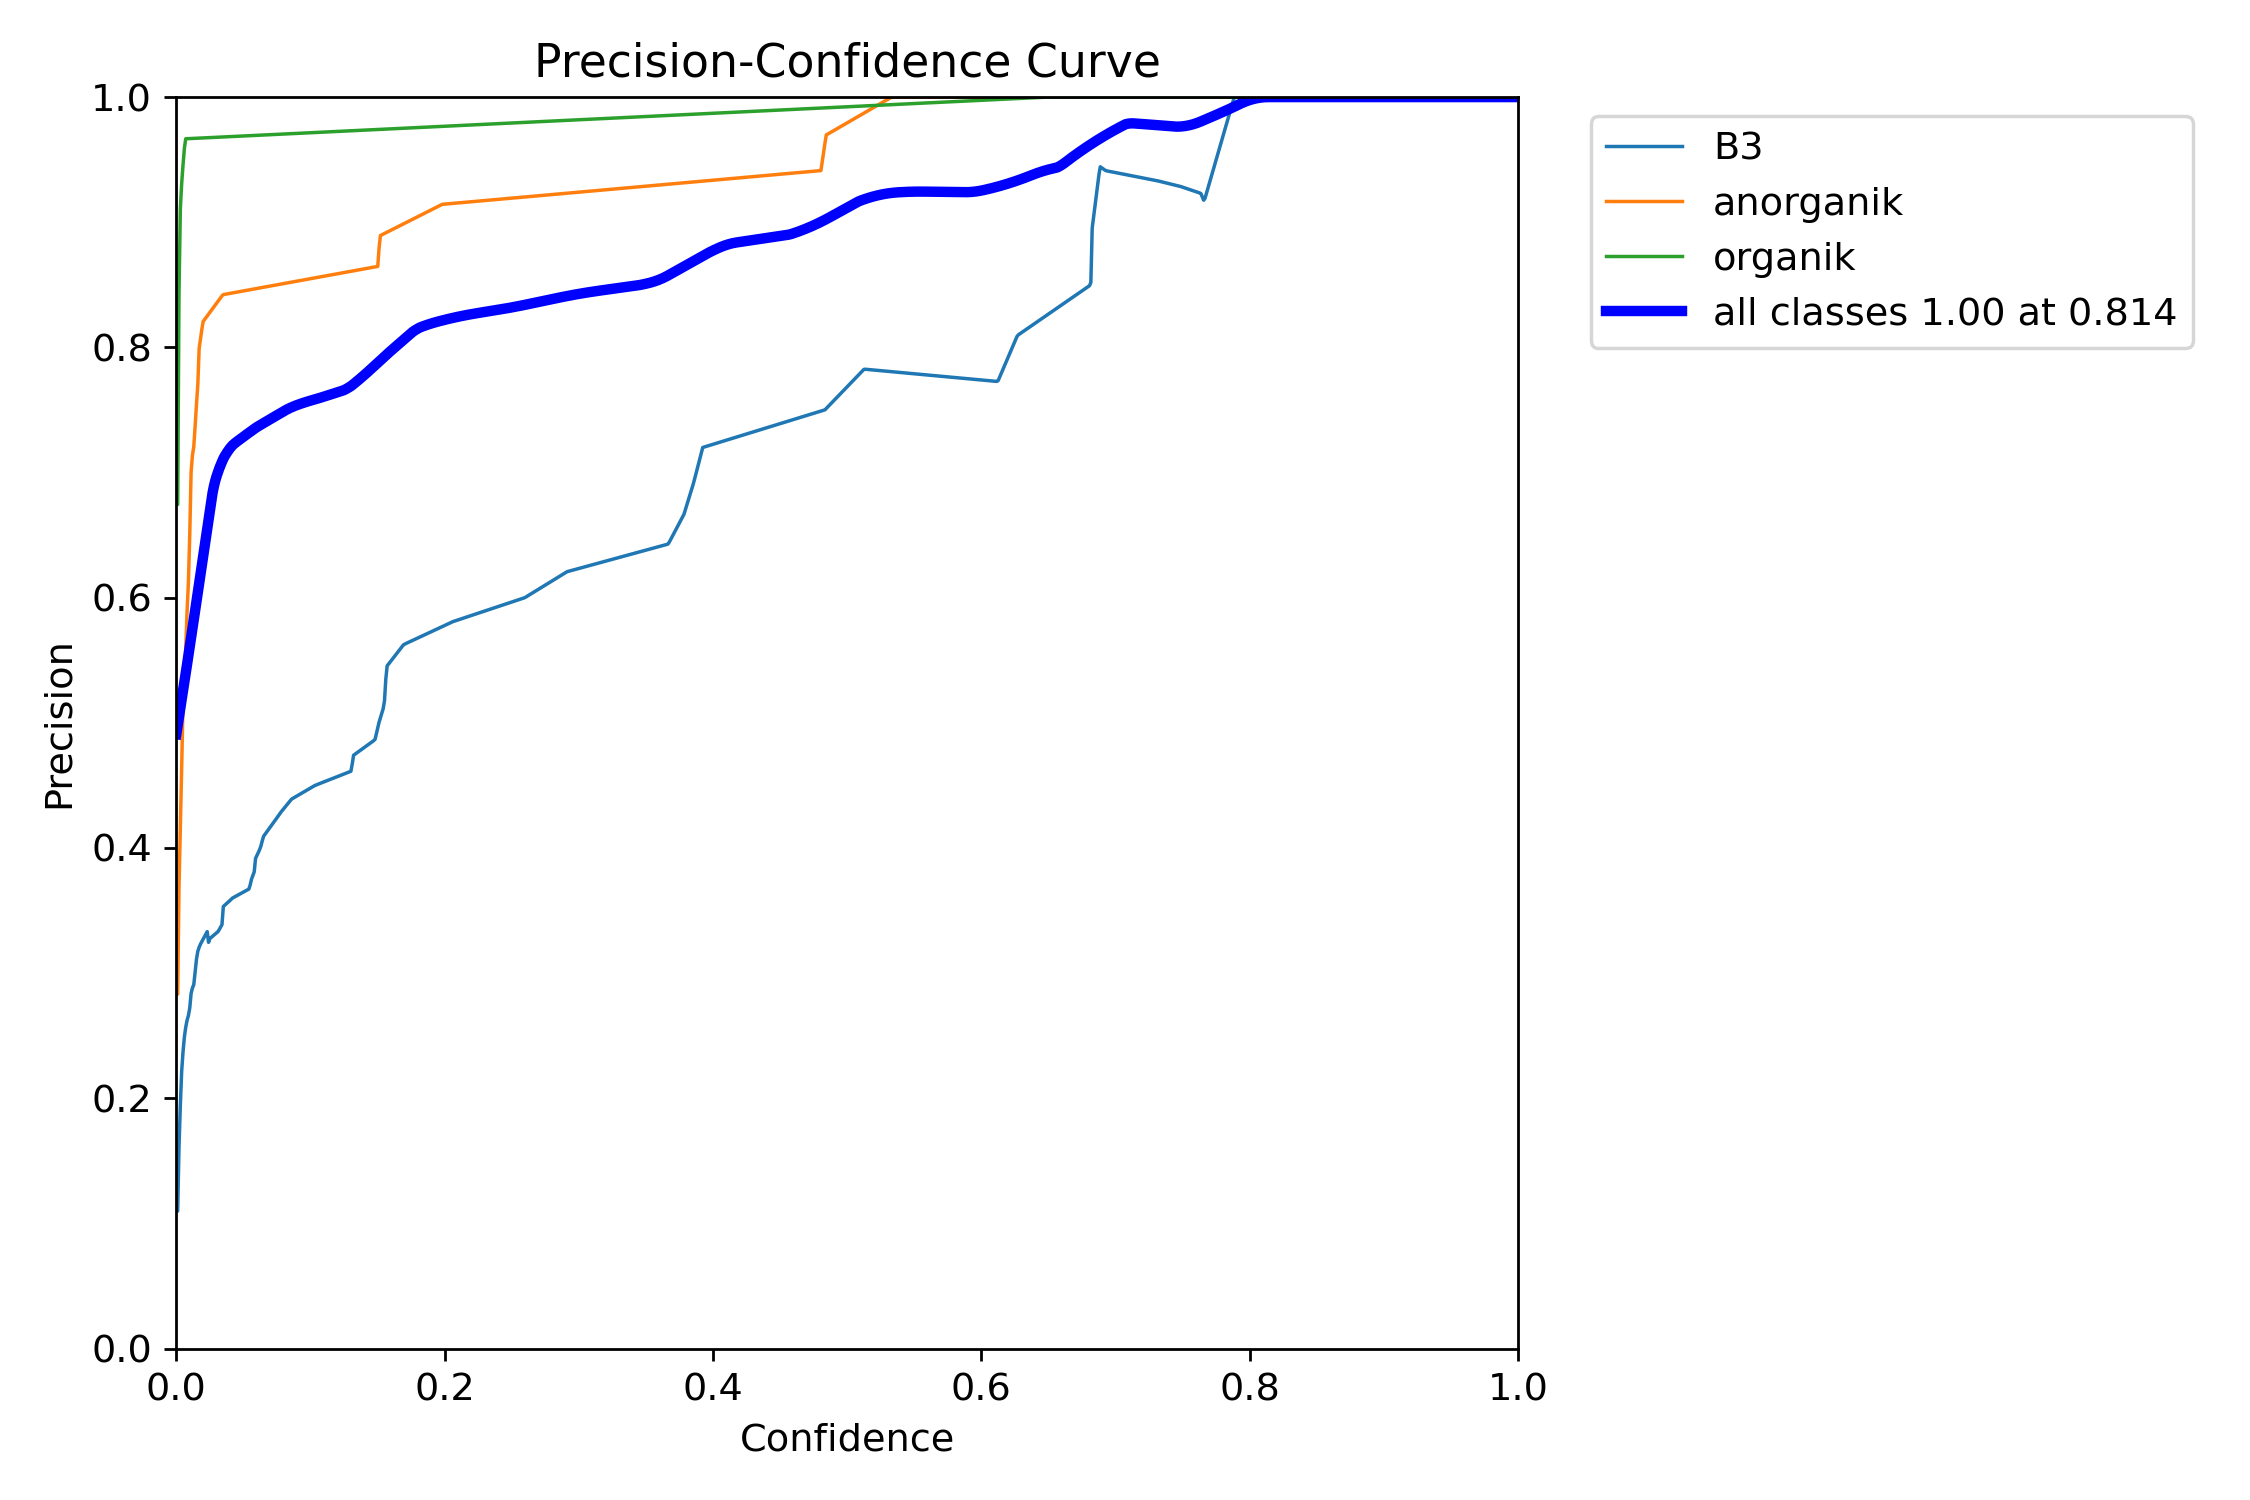 Precision-Confidence Curve
1.0
0.8
0.6
0.4
0.2
0.0
Precision
0.0 0.2 0.4 0.6 0.8 1.0
Confidence
B3
anorganik
organik
all classes 1.00 at 0.814